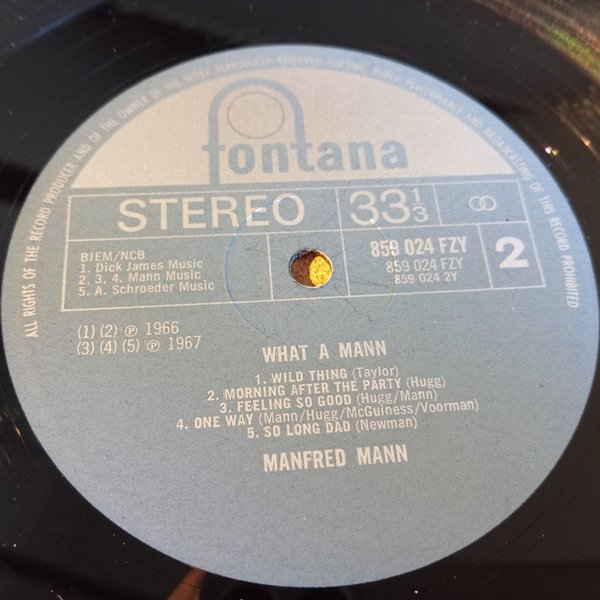 ALL RIGHTS OF THE RECORD PRODUCER AND OF THE OWNER OF THE WORK REPRODUCED RESERVED. COPYING, PUBLIC PERFORMANCE AND BROADCASTING OF THIS RECORD PROHIBITED
fontana
STEREO 33 1/3
BIEM/NCB
1. Dick James Music
2, 3, 4. Mann Music
5. A. Schroeder Music
859 024 FZY
859 024 FZY
859 024 2Y
2
(1) (2) ℗ 1966
(3) (4) (5) ℗ 1967
WHAT A MANN
1. WILD THING (Taylor)
2. MORNING AFTER THE PARTY (Hugg)
3. FEELING SO GOOD (Hugg/Mann)
4. ONE WAY (Mann/Hugg/McGuiness/Voorman)
5. SO LONG DAD (Newman)
MANFRED MANN